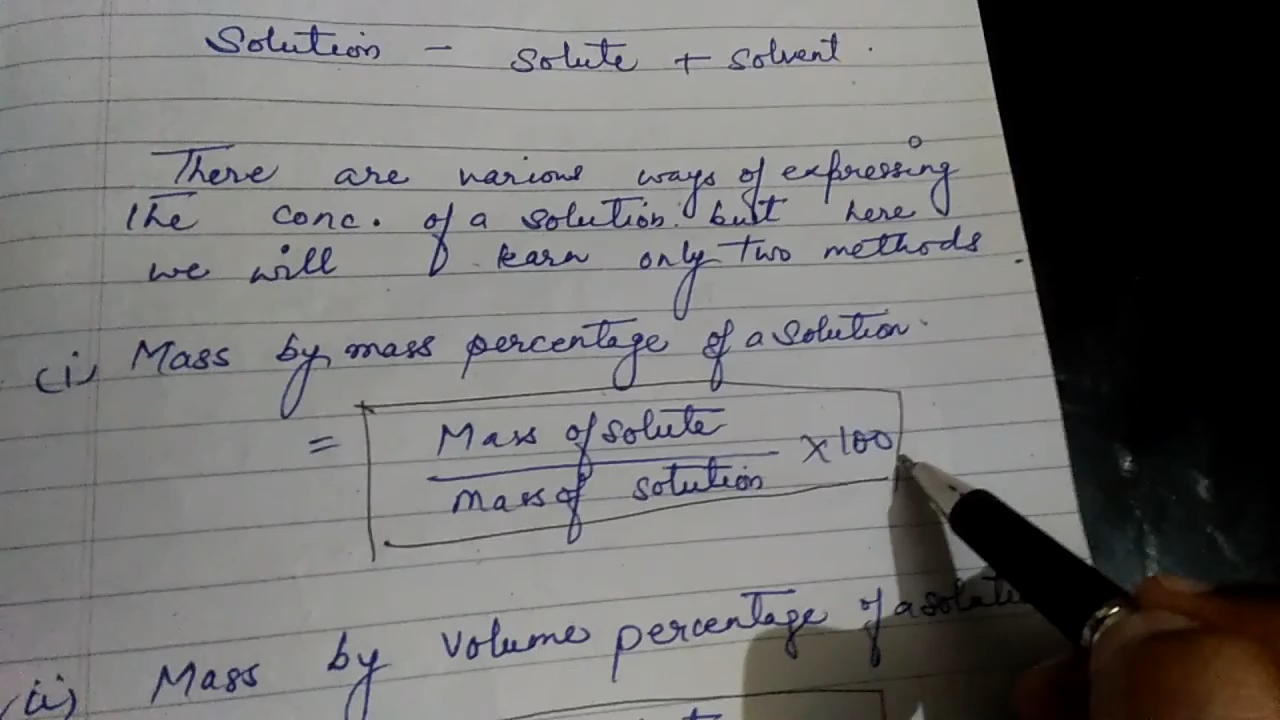 Solution - Solute + Solvent.
There are various ways of expressing
the conc. of a solution. but here
we will learn only two methods.
(i) Mass by mass percentage of a solution.
= Mass of solute
Mass of solution × 100
(ii) Mass by Volume percentage of a